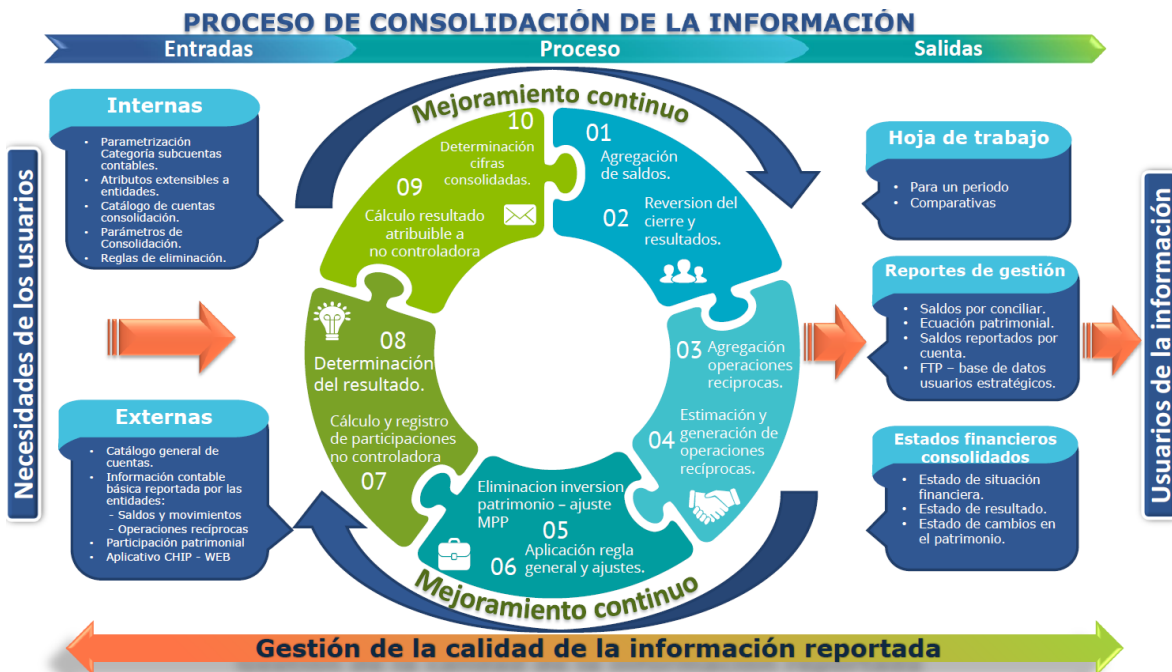 PROCESO DE CONSOLIDACIÓN DE LA INFORMACIÓN
Entradas
Proceso
Salidas
Necesidades de los usuarios
Internas
• Parametrización
Categoría subcuentas
contables.
• Atributos extensibles a
entidades.
• Catálogo de cuentas
consolidación.
• Parámetros de
Consolidación.
• Reglas de eliminación.
Externas
• Catálogo general de
cuentas.
• Información contable
básica reportada por las
entidades:
- Saldos y movimientos
- Operaciones recíprocas
• Participación patrimonial
• Aplicativo CHIP - WEB
Mejoramiento continuo
01
Agregación
de saldos.
02
Reversion del
cierre y
resultados.
03
Agregación
operaciones
reciprocas.
04
Estimación y
generación de
operaciones
recíprocas.
Eliminacion inversion
patrimonio – ajuste
MPP
05
06
Aplicación regla
general y ajustes.
Cálculo y registro
de participaciones
no controladora
07
08
Determinación
del resultado.
09
Cálculo resultado
atribuible a
no controladora
10
Determinación
cifras
consolidadas.
Mejoramiento continuo
Hoja de trabajo
• Para un periodo
• Comparativas
Reportes de gestión
• Saldos por conciliar.
• Ecuación patrimonial.
• Saldos reportados por
cuenta.
• FTP – base de datos
usuarios estratégicos.
Estados financieros
consolidados
• Estado de situación
financiera.
• Estado de resultado.
• Estado de cambios en
el patrimonio.
Usuarios de la información
Gestión de la calidad de la información reportada